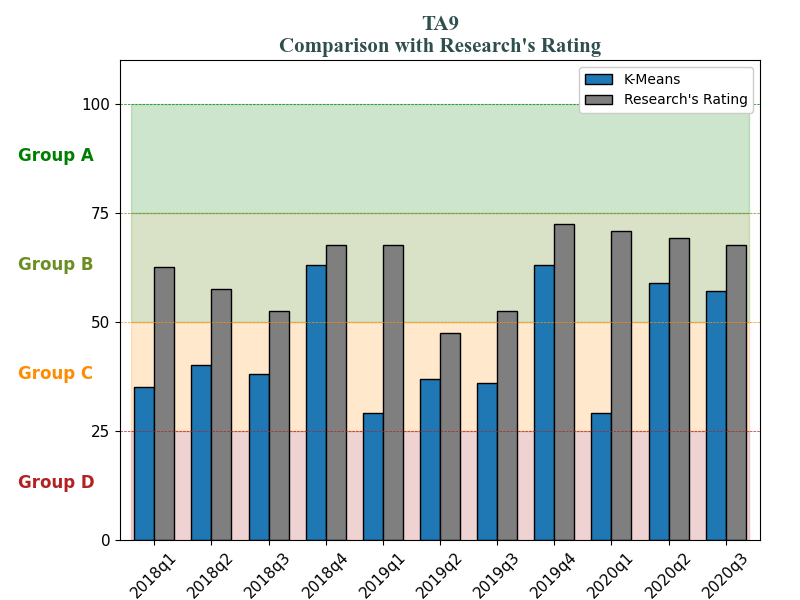 TA9
Comparison with Research's Rating
K-Means
Research's Rating
100
Group A
75
Group B
50
Group C
25
Group D
0
2018q1
2018q2
2018q3
2018q4
2019q1
2019q2
2019q3
2019q4
2020q1
2020q2
2020q3